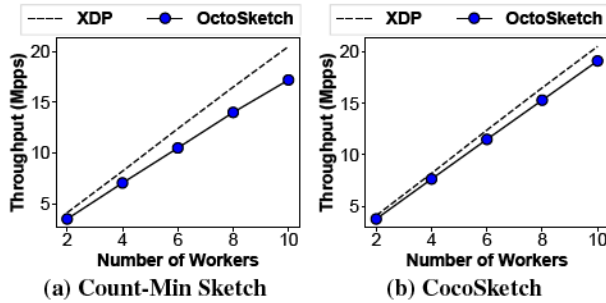 XDP OctoSketch
Throughput (Mpps)
20
15
10
5
2 4 6 8 10
Number of Workers
(a) Count-Min Sketch
XDP OctoSketch
Throughput (Mpps)
20
15
10
5
2 4 6 8 10
Number of Workers
(b) CocoSketch